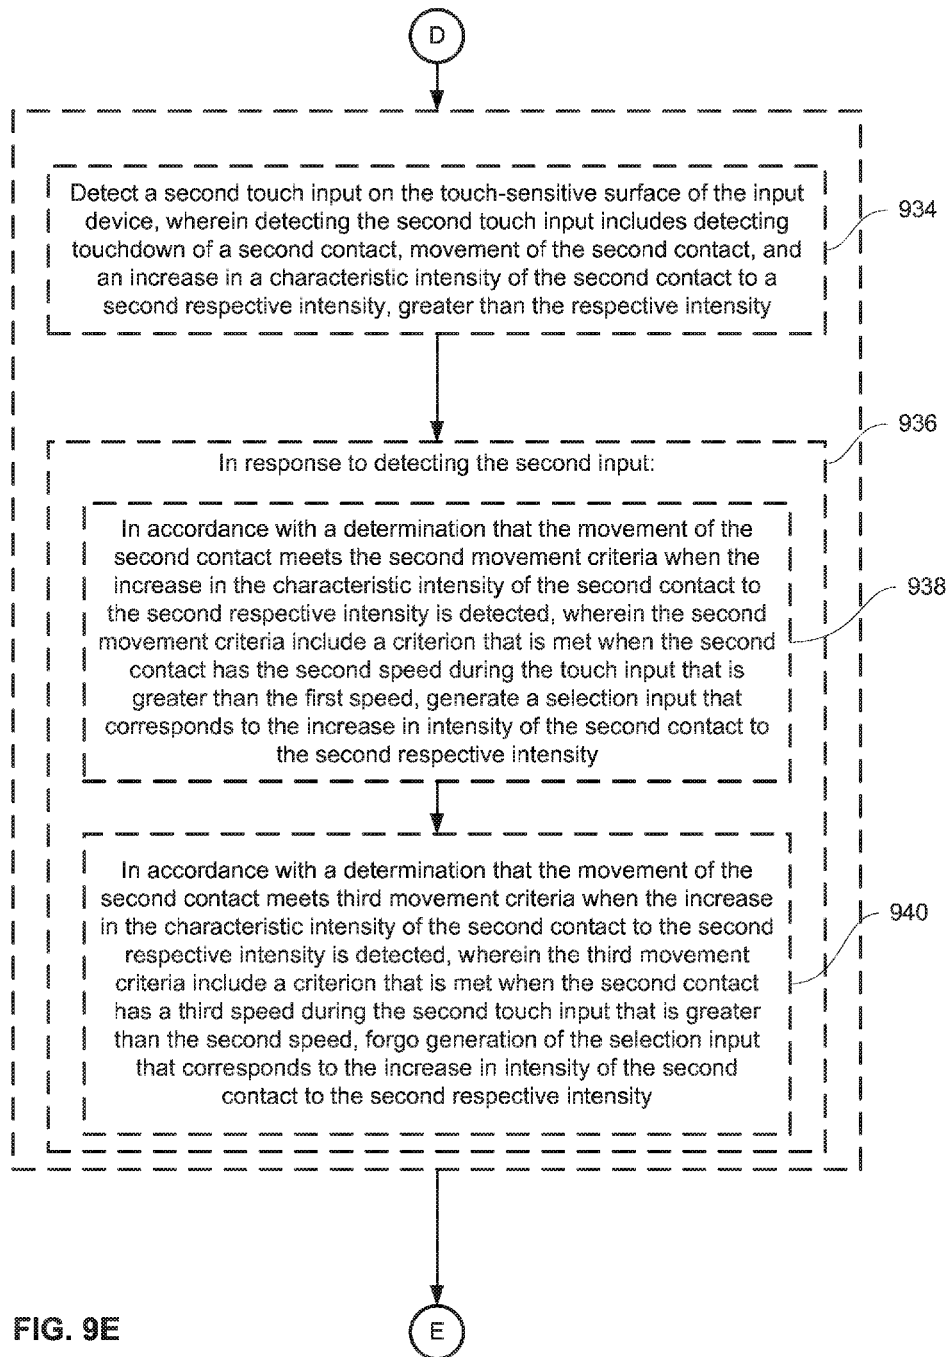 D
Detect a second touch input on the touch-sensitive surface of the input
device, wherein detecting the second touch input includes detecting
touchdown of a second contact, movement of the second contact, and
an increase in a characteristic intensity of the second contact to a
second respective intensity, greater than the respective intensity
934
936
In response to detecting the second input:
In accordance with a determination that the movement of the
second contact meets the second movement criteria when the
increase in the characteristic intensity of the second contact to
the second respective intensity is detected, wherein the second
movement criteria include a criterion that is met when the second
contact has the second speed during the touch input that is
greater than the first speed, generate a selection input that
corresponds to the increase in intensity of the second contact to
the second respective intensity
938
In accordance with a determination that the movement of the
second contact meets third movement criteria when the increase
in the characteristic intensity of the second contact to the second
respective intensity is detected, wherein the third movement
criteria include a criterion that is met when the second contact
has a third speed during the second touch input that is greater
than the second speed, forgo generation of the selection input
that corresponds to the increase in intensity of the second
contact to the second respective intensity
940
FIG. 9E
E